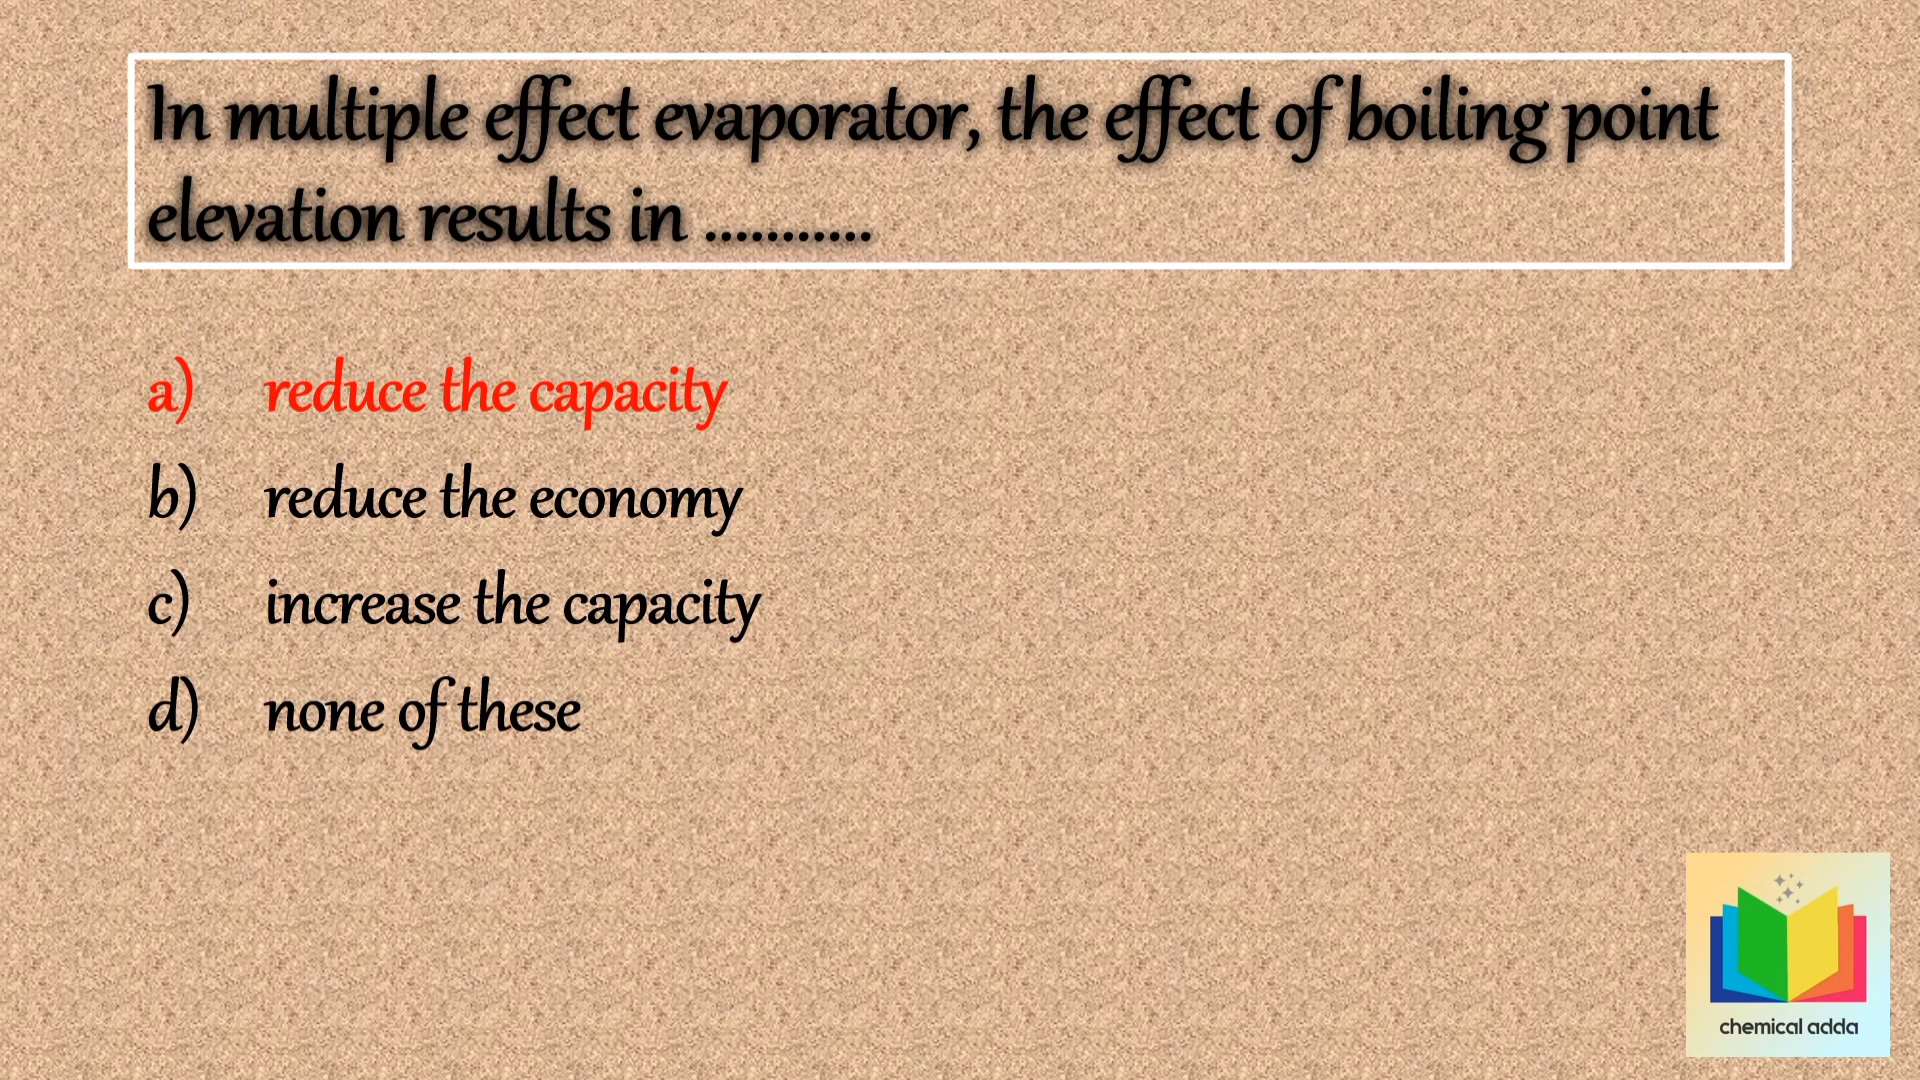 In multiple effect evaporator, the effect of boiling point
elevation results in ...........
a) reduce the capacity
b) reduce the economy
c) increase the capacity
d) none of these
chemical adda